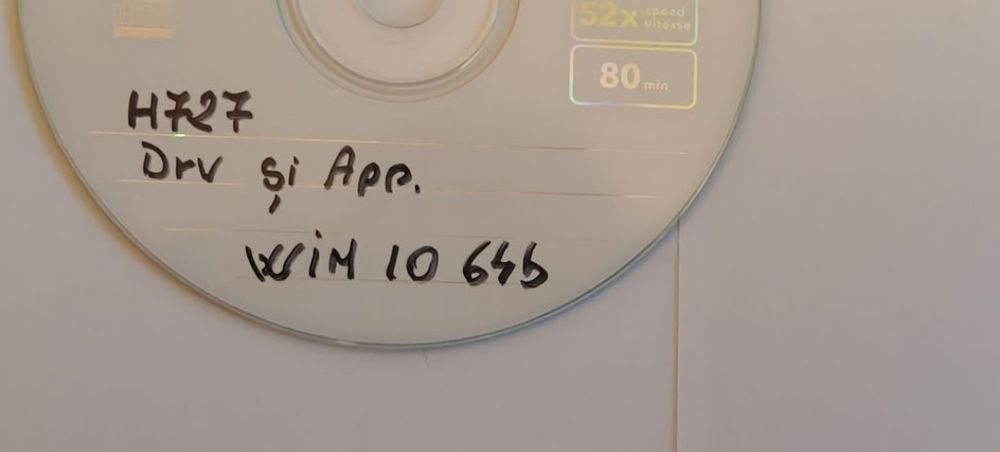 52x speed
vitesse
80 min
H727
Drv și App.
WiN 10 64b